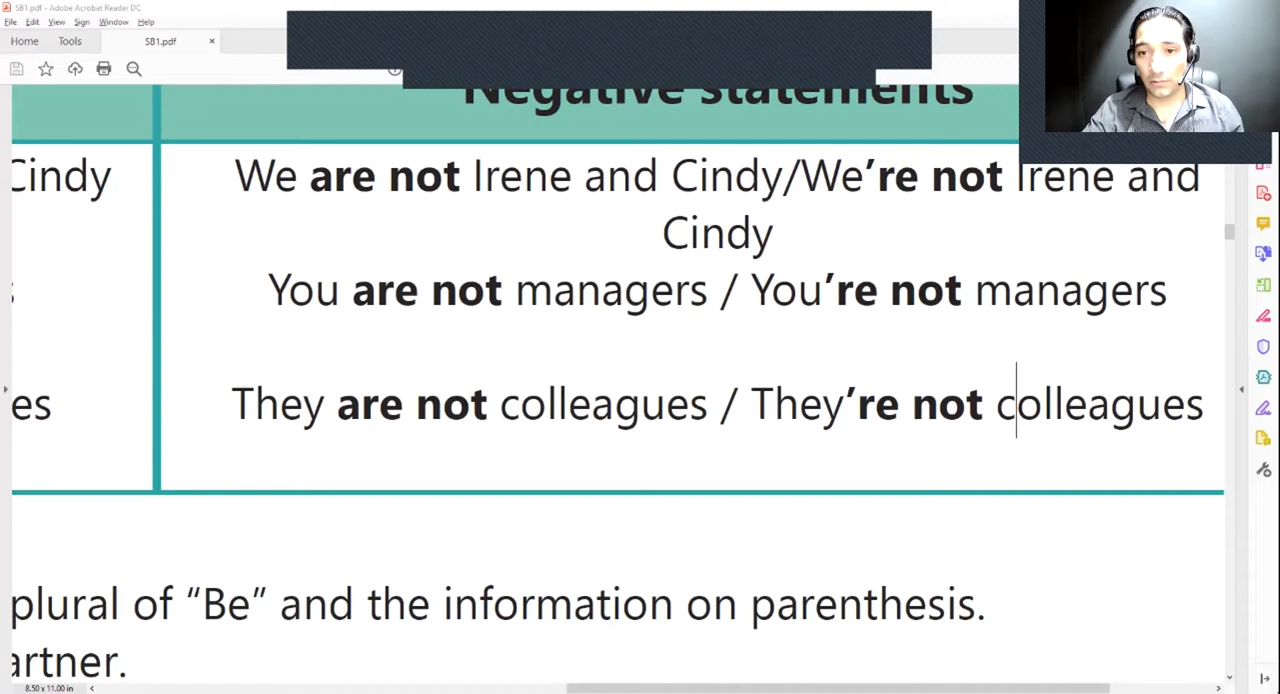 SB1.pdf - Adobe Acrobat Reader DC
File Edit View Sign Window Help
Home Tools SB1.pdf ×
Negative statements
Cindy
We are not Irene and Cindy/We’re not Irene and
Cindy
You are not managers / You’re not managers
es
They are not colleagues / They’re not colleagues
plural of “Be” and the information on parenthesis.
artner.
8.50 x 11.00 in